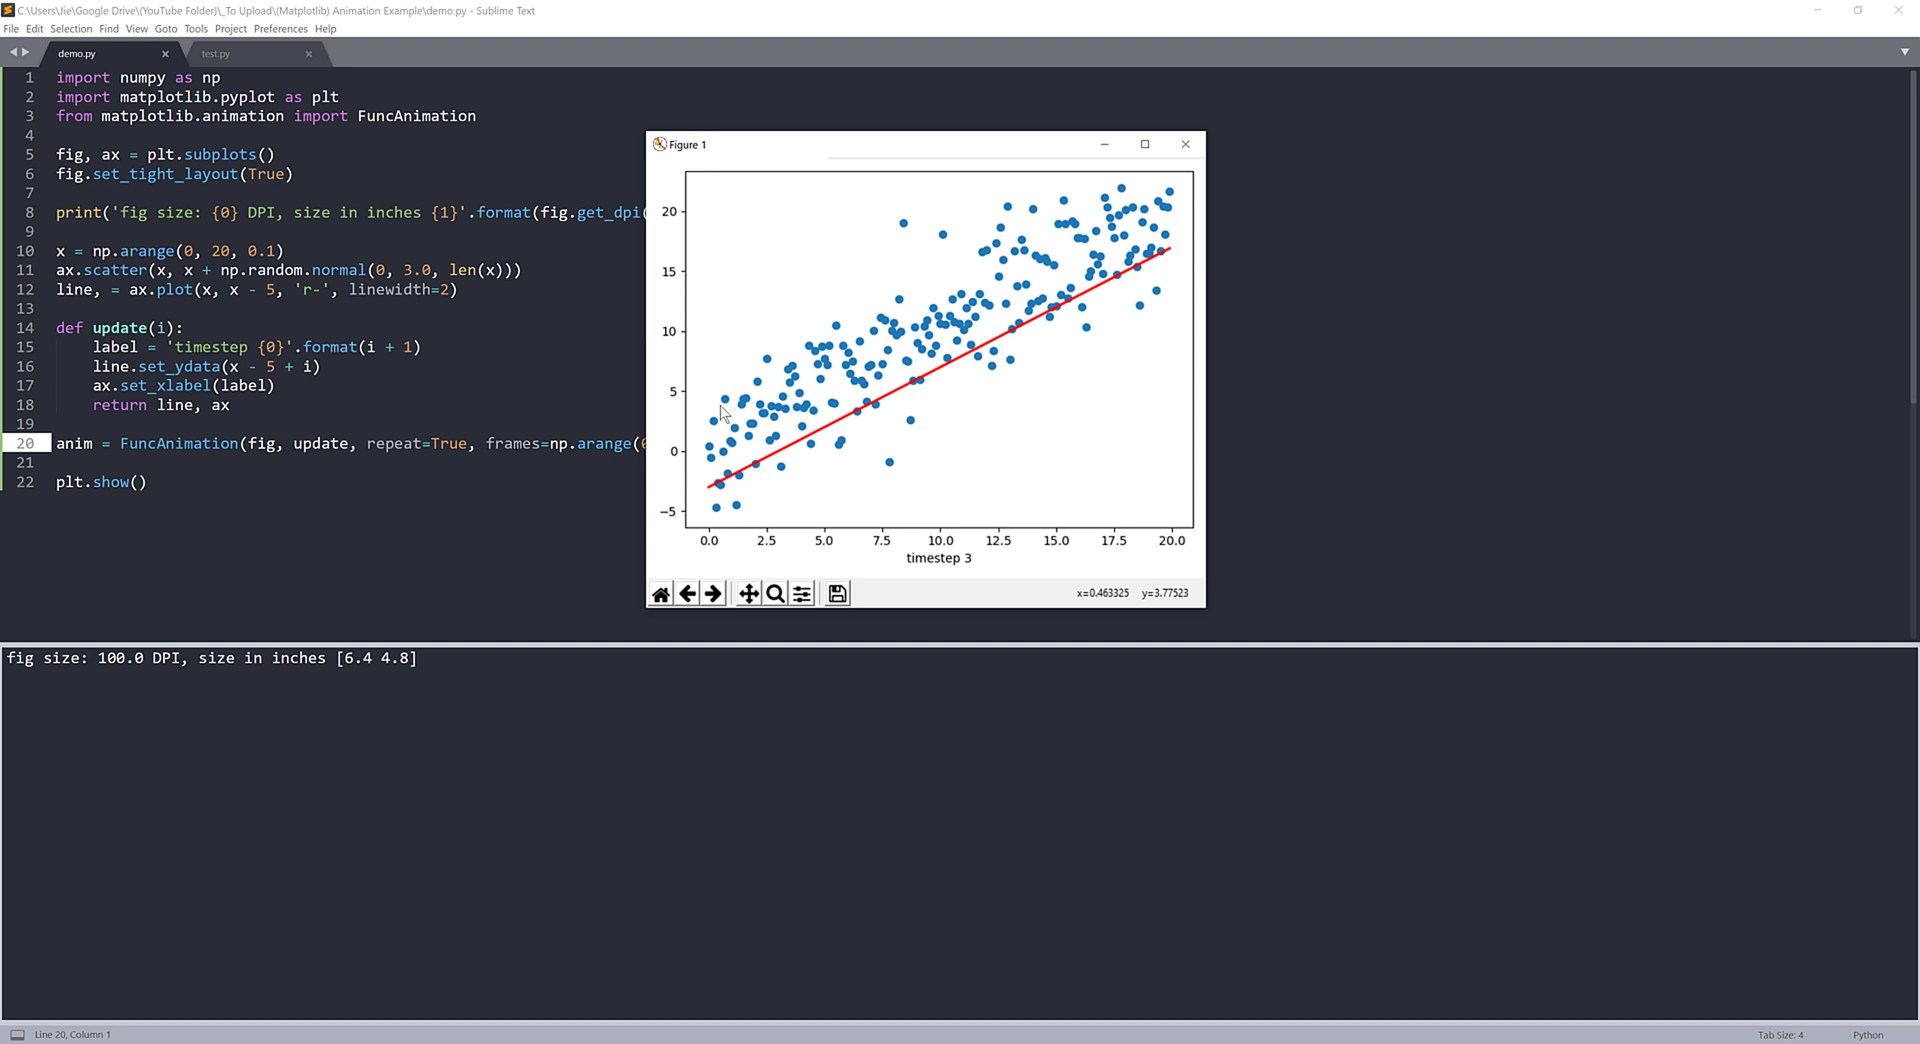 C:\Users\Jie\Google Drive\(YouTube Folder)\_To Upload\(Matplotlib) Animation Example\demo.py - Sublime Text
File Edit Selection Find View Goto Tools Project Preferences Help
demo.py
test.py
1 import numpy as np
2 import matplotlib.pyplot as plt
3 from matplotlib.animation import FuncAnimation
4
5 fig, ax = plt.subplots()
6 fig.set_tight_layout(True)
7
8 print('fig size: {0} DPI, size in inches {1}'.format(fig.get_dpi(
9
10 x = np.arange(0, 20, 0.1)
11 ax.scatter(x, x + np.random.normal(0, 3.0, len(x)))
12 line, = ax.plot(x, x - 5, 'r-', linewidth=2)
13
14 def update(i):
15     label = 'timestep {0}'.format(i + 1)
16     line.set_ydata(x - 5 + i)
17     ax.set_xlabel(label)
18     return line, ax
19
20 anim = FuncAnimation(fig, update, repeat=True, frames=np.arange(0
21
22 plt.show()
Figure 1
20
15
10
5
0
−5
0.0 2.5 5.0 7.5 10.0 12.5 15.0 17.5 20.0
timestep 3
x=0.463325 y=3.77523
fig size: 100.0 DPI, size in inches [6.4 4.8]
Line 20, Column 1
Tab Size: 4
Python